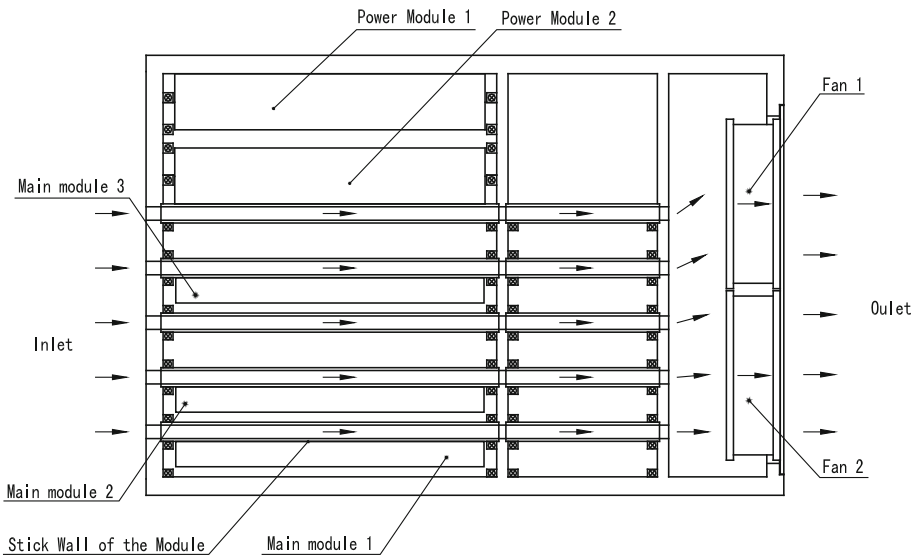 Power Module 1
Power Module 2
Fan 1
Main module 3
Inlet
Oulet
Main module 2
Fan 2
Stick Wall of the Module
Main module 1